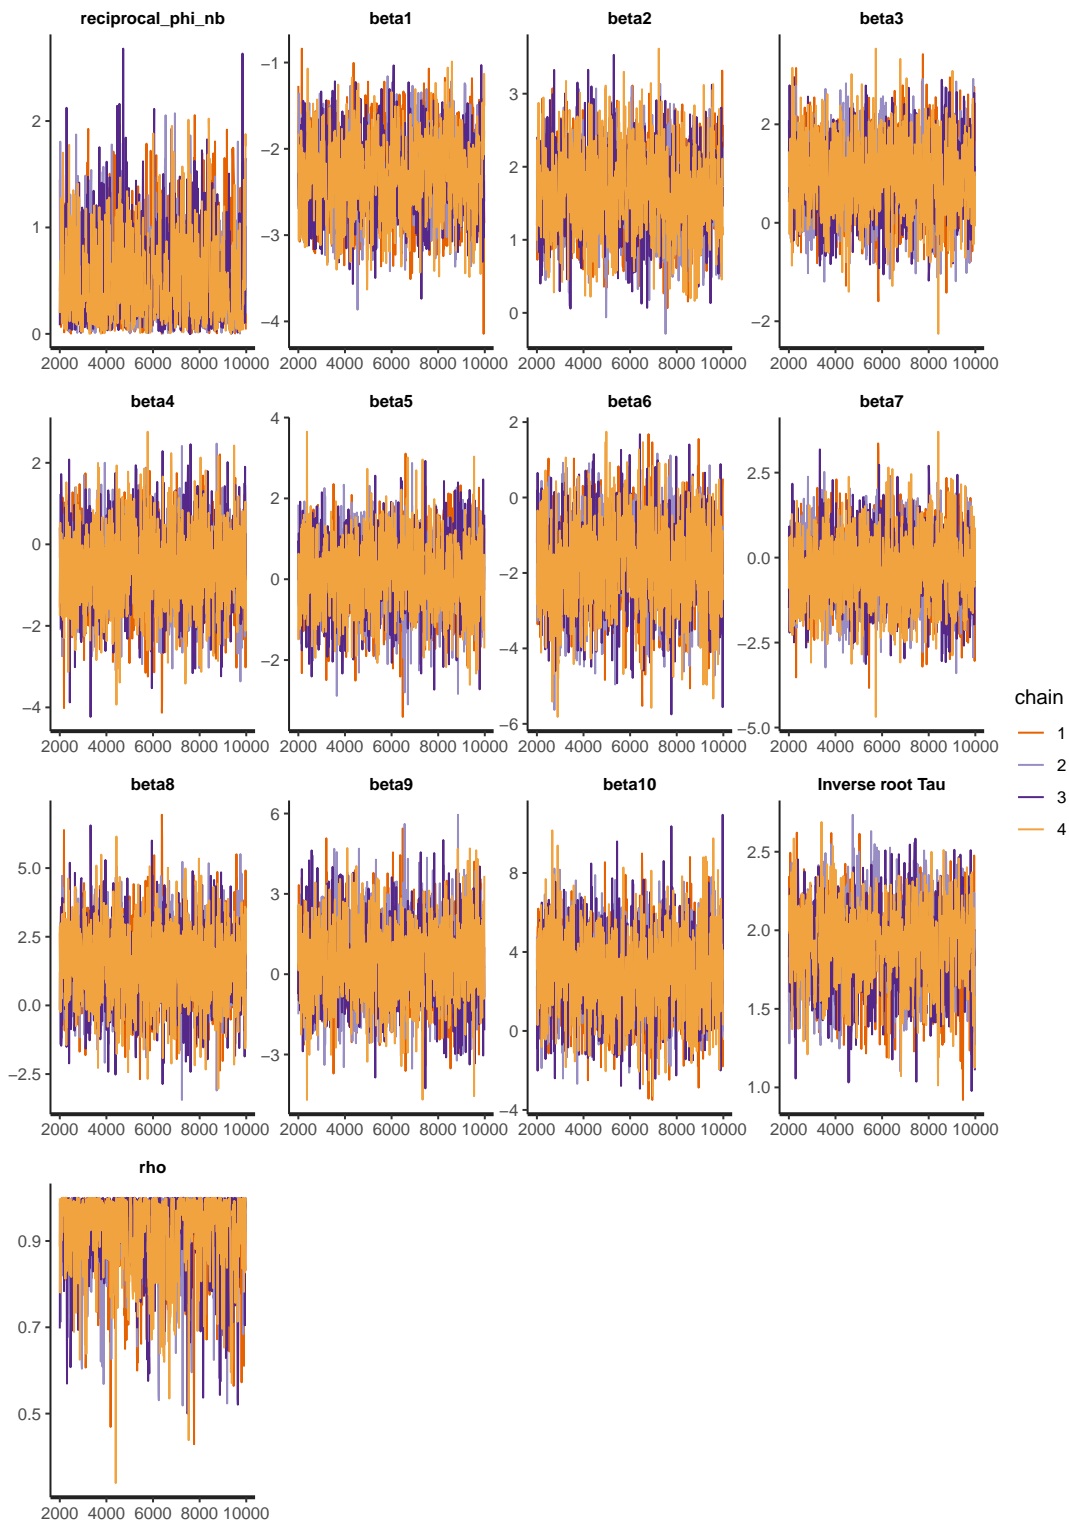 reciprocal_phi_nb beta1 beta2 beta3
2 1 0
−1 −2 −3 −4
3 2 1 0
2 0 −2
2000 4000 6000 8000 10000 2000 4000 6000 8000 10000 2000 4000 6000 8000 10000 2000 4000 6000 8000 10000
beta4 beta5 beta6 beta7
2 0 −2 −4
4 2 0 −2
2 0 −2 −4 −6
2.5 0.0 −2.5 −5.0
2000 4000 6000 8000 10000 2000 4000 6000 8000 10000 2000 4000 6000 8000 10000 2000 4000 6000 8000 10000
beta8 beta9 beta10 Inverse root Tau
5.0 2.5 0.0 −2.5
6 3 0 −3
8 4 0 −4
2.5 2.0 1.5 1.0
2000 4000 6000 8000 10000 2000 4000 6000 8000 10000 2000 4000 6000 8000 10000 2000 4000 6000 8000 10000
rho
0.9 0.7 0.5
2000 4000 6000 8000 10000
chain
1
2
3
4